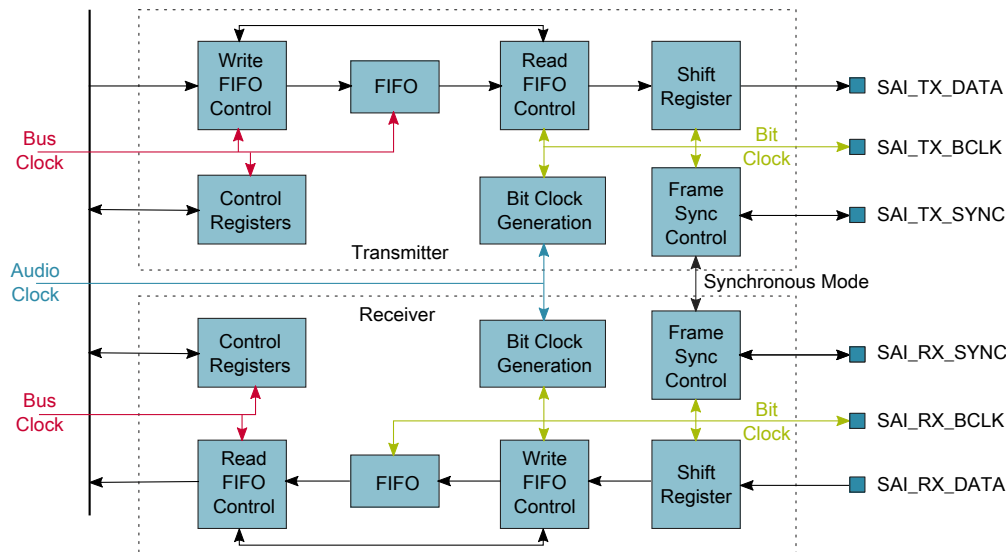 Write
FIFO
Control
FIFO
Read
FIFO
Control
Shift
Register
SAI_TX_DATA
Bus
Clock
Bit
Clock
SAI_TX_BCLK
Control
Registers
Bit Clock
Generation
Frame
Sync
Control
SAI_TX_SYNC
Transmitter
Audio
Clock
Synchronous Mode
Receiver
Control
Registers
Bit Clock
Generation
Frame
Sync
Control
SAI_RX_SYNC
Bus
Clock
Bit
Clock
SAI_RX_BCLK
Read
FIFO
Control
FIFO
Write
FIFO
Control
Shift
Register
SAI_RX_DATA